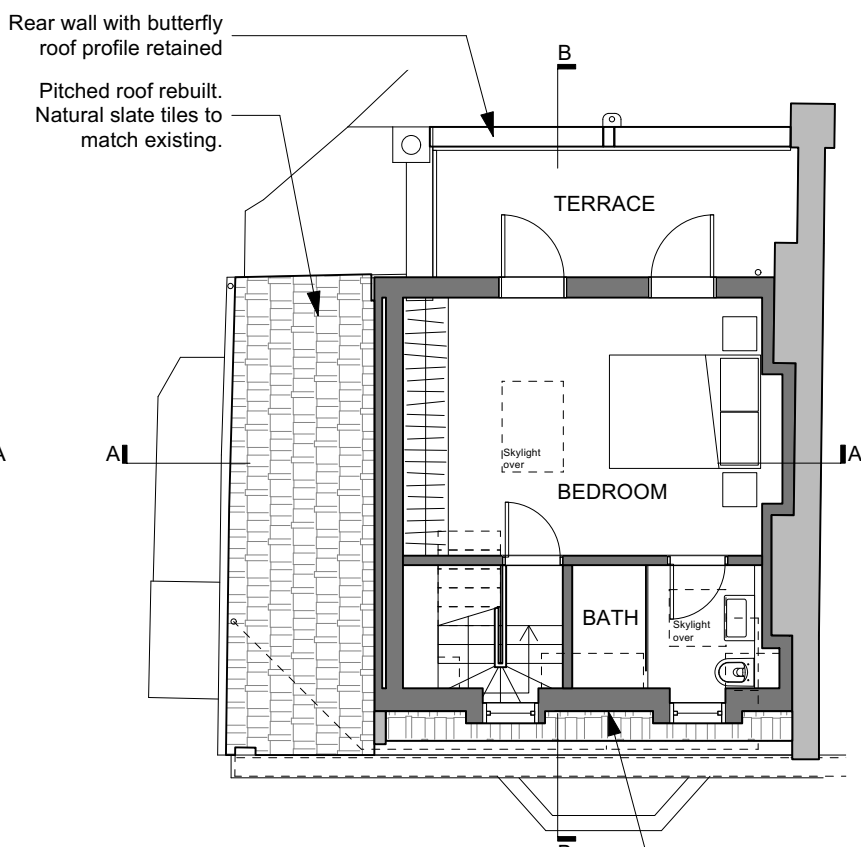 Rear wall with butterfly
roof profile retained
B
Pitched roof rebuilt.
Natural slate tiles to
match existing.
TERRACE
A
A
A
Skylight
over
BEDROOM
BATH
Skylight
over